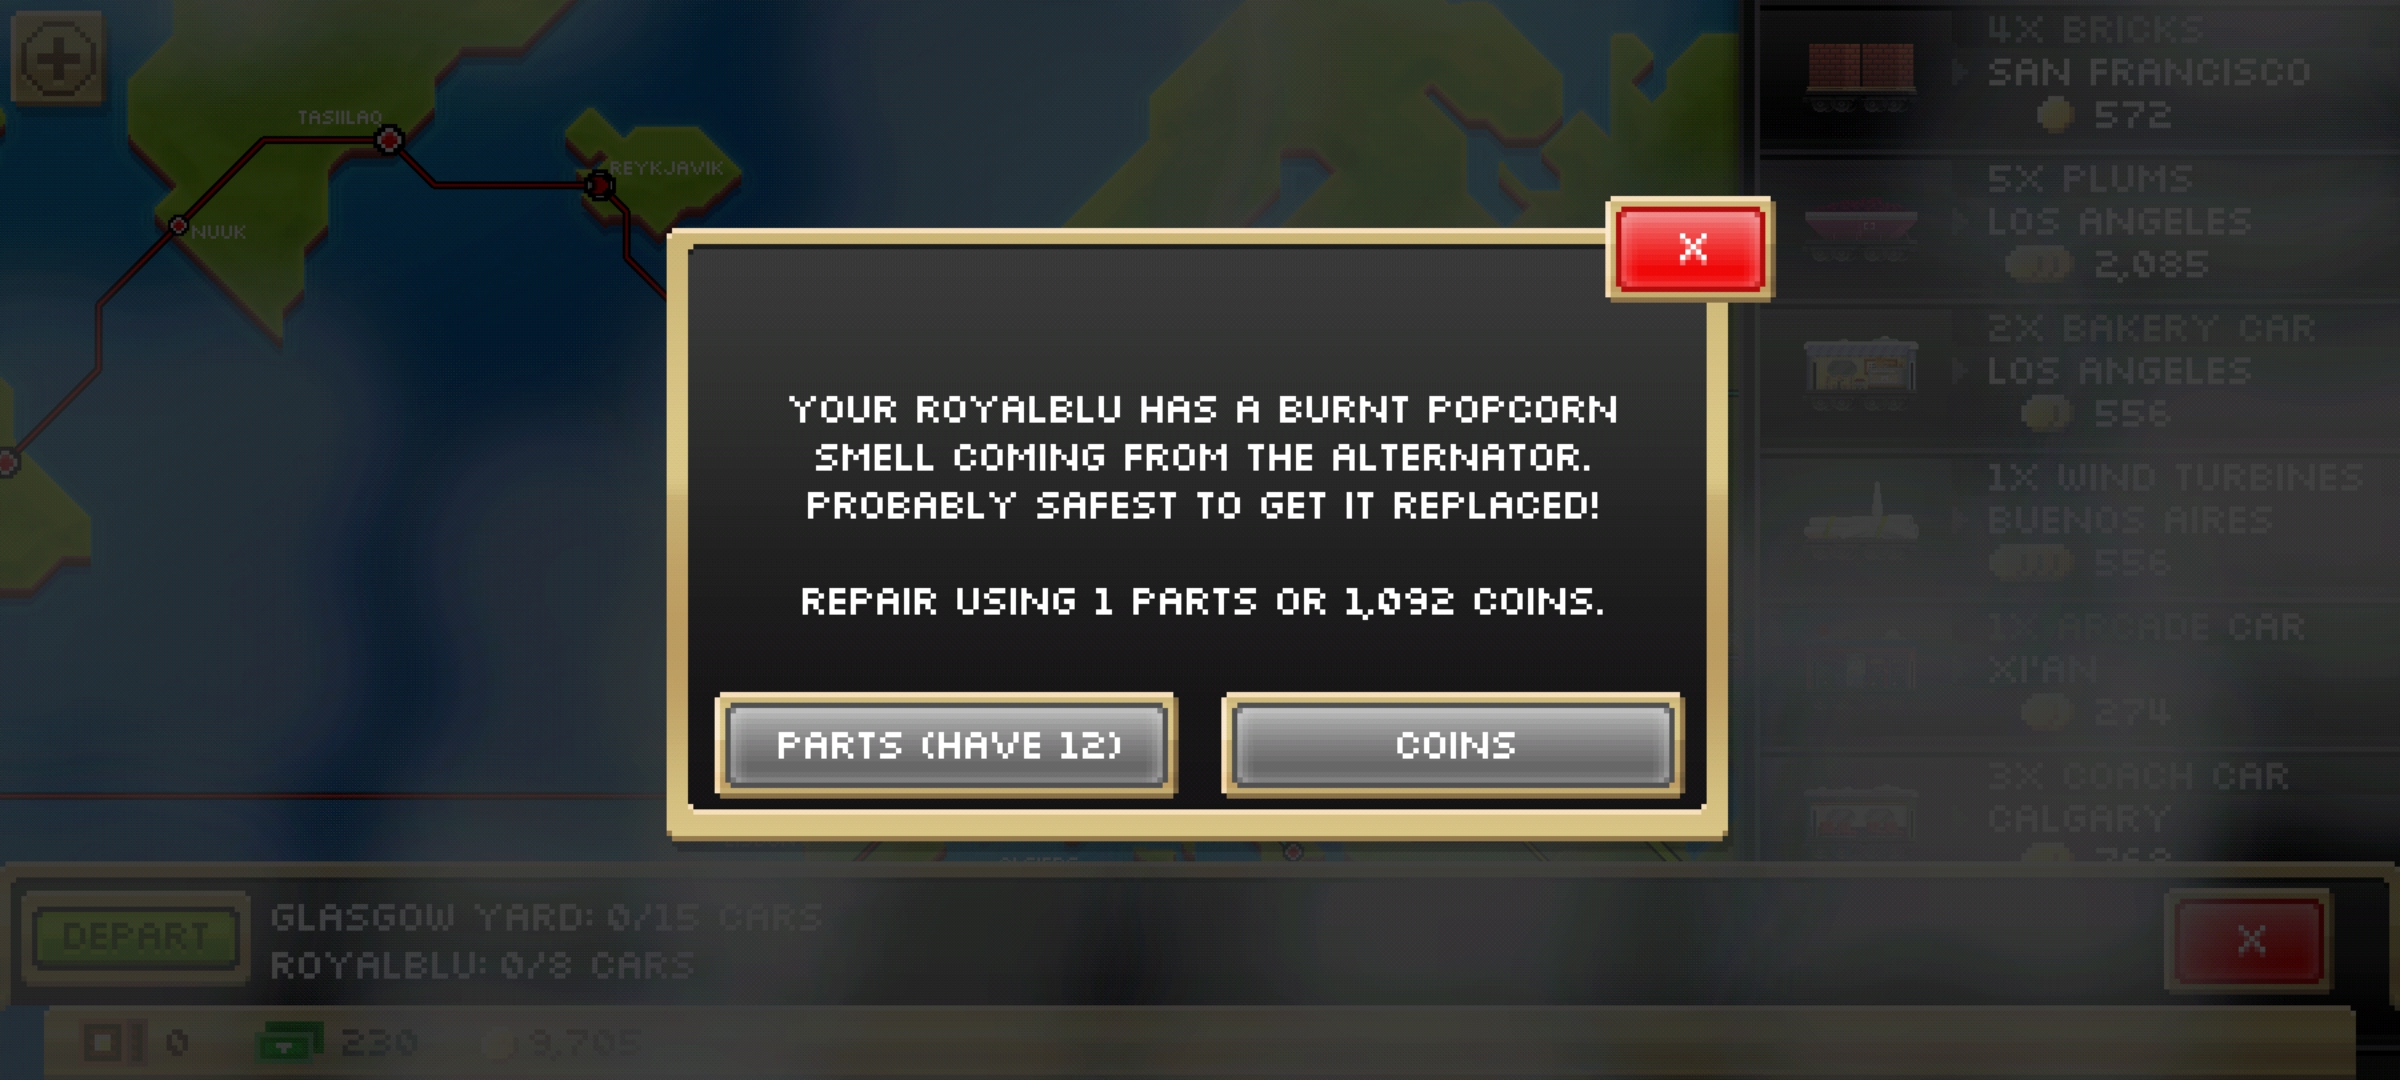 TASIILAQ
REYKJAVIK
NUUK
4X BRICKS
SAN FRANCISCO
572
5X PLUMS
LOS ANGELES
2,085
2X BAKERY CAR
LOS ANGELES
556
1X WIND TURBINES
BUENOS AIRES
556
1X ARCADE CAR
XI'AN
274
3X COACH CAR
CALGARY
X
YOUR ROYALBLU HAS A BURNT POPCORN
SMELL COMING FROM THE ALTERNATOR.
PROBABLY SAFEST TO GET IT REPLACED!
REPAIR USING 1 PARTS OR 1,092 COINS.
PARTS (HAVE 12)
COINS
DEPART
GLASGOW YARD: 0/15 CARS
ROYALBLU: 0/8 CARS
X
0
230
9,705